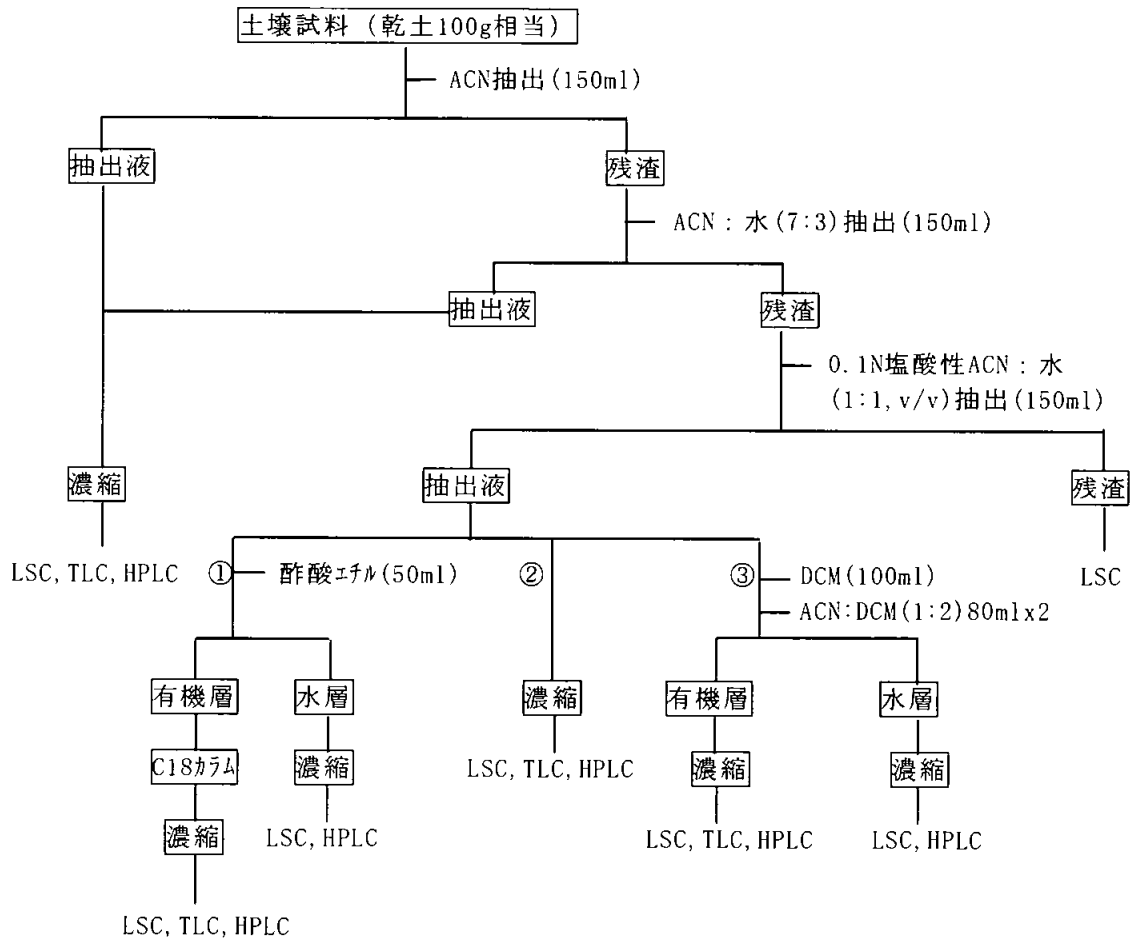 土壌試料（乾土100g相当）
ACN抽出(150ml)
抽出液
残渣
ACN：水(7:3)抽出(150ml)
抽出液
残渣
0.1N塩酸性ACN：水
(1:1,v/v)抽出(150ml)
濃縮
抽出液
残渣
LSC,TLC,HPLC
①
酢酸ｴﾁﾙ(50ml)
②
③
DCM(100ml)
ACN:DCM(1:2)80mlx2
LSC
有機層
水層
濃縮
有機層
水層
C18ｶﾗﾑ
濃縮
LSC,TLC,HPLC
濃縮
濃縮
濃縮
LSC,HPLC
LSC,TLC,HPLC
LSC,HPLC
LSC,TLC,HPLC